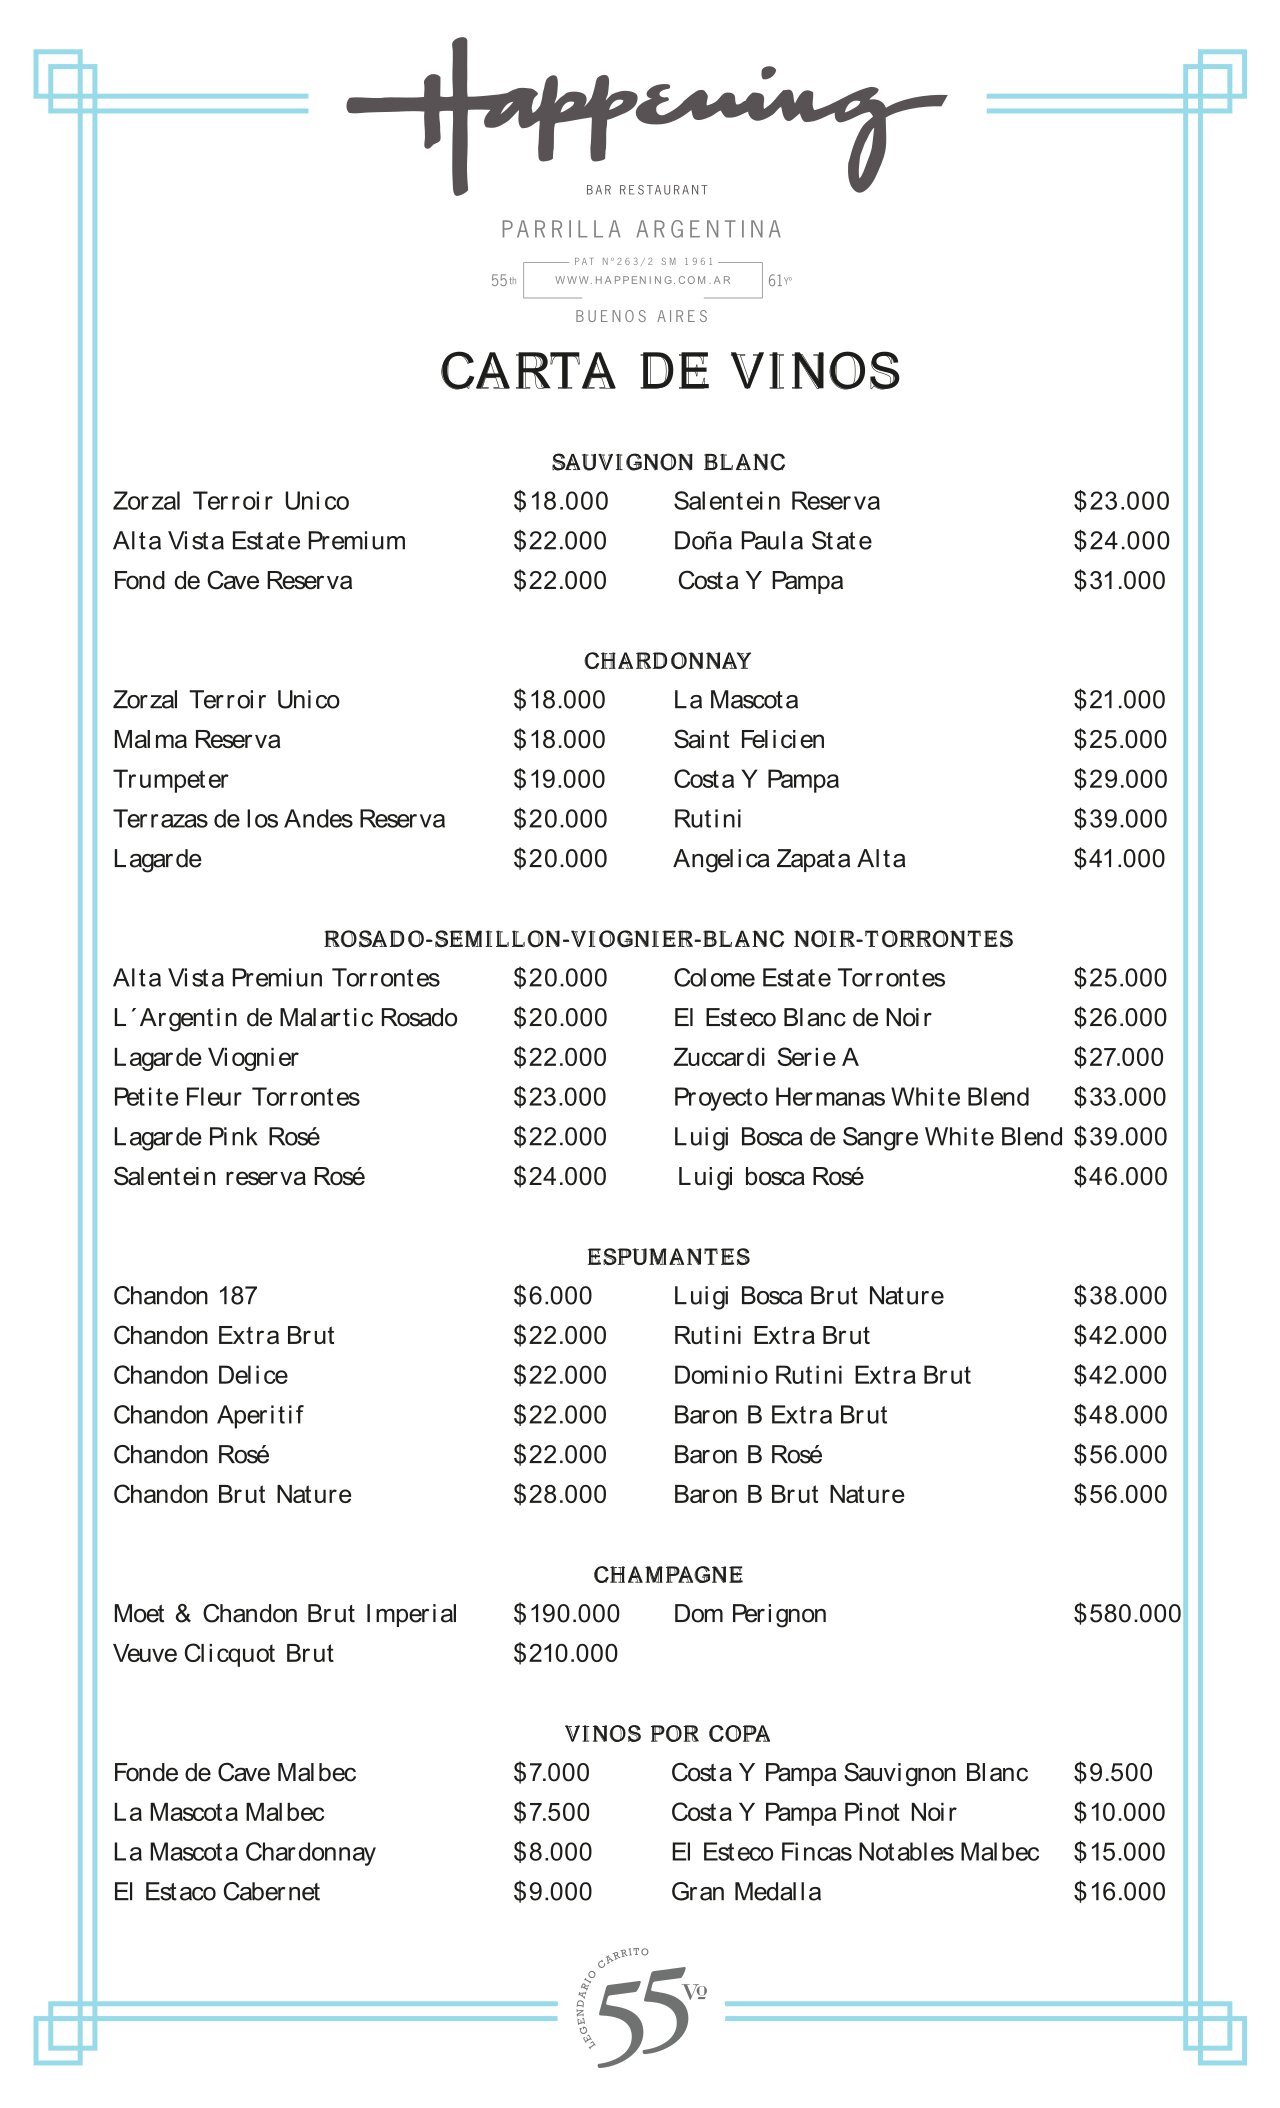 Happening
BAR RESTAURANT
PARRILLA ARGENTINA
PAT Nº263/2 SM 1961
55th WWW.HAPPENING.COM.AR 61Yº
BUENOS AIRES
CARTA DE VINOS
SAUVIGNON BLANC
Zorzal Terroir Unico $18.000 Salentein Reserva $23.000
Alta Vista Estate Premium $22.000 Doña Paula State $24.000
Fond de Cave Reserva $22.000 Costa Y Pampa $31.000
CHARDONNAY
Zorzal Terroir Unico $18.000 La Mascota $21.000
Malma Reserva $18.000 Saint Felicien $25.000
Trumpeter $19.000 Costa Y Pampa $29.000
Terrazas de los Andes Reserva $20.000 Rutini $39.000
Lagarde $20.000 Angelica Zapata Alta $41.000
ROSADO-SEMILLON-VIOGNIER-BLANC NOIR-TORRONTES
Alta Vista Premiun Torrontes $20.000 Colome Estate Torrontes $25.000
L´Argentin de Malartic Rosado $20.000 El Esteco Blanc de Noir $26.000
Lagarde Viognier $22.000 Zuccardi Serie A $27.000
Petite Fleur Torrontes $23.000 Proyecto Hermanas White Blend $33.000
Lagarde Pink Rosé $22.000 Luigi Bosca de Sangre White Blend $39.000
Salentein reserva Rosé $24.000 Luigi bosca Rosé $46.000
ESPUMANTES
Chandon 187 $6.000 Luigi Bosca Brut Nature $38.000
Chandon Extra Brut $22.000 Rutini Extra Brut $42.000
Chandon Delice $22.000 Dominio Rutini Extra Brut $42.000
Chandon Aperitif $22.000 Baron B Extra Brut $48.000
Chandon Rosé $22.000 Baron B Rosé $56.000
Chandon Brut Nature $28.000 Baron B Brut Nature $56.000
CHAMPAGNE
Moet & Chandon Brut Imperial $190.000 Dom Perignon $580.000
Veuve Clicquot Brut $210.000
VINOS POR COPA
Fonde de Cave Malbec $7.000 Costa Y Pampa Sauvignon Blanc $9.500
La Mascota Malbec $7.500 Costa Y Pampa Pinot Noir $10.000
La Mascota Chardonnay $8.000 El Esteco Fincas Notables Malbec $15.000
El Estaco Cabernet $9.000 Gran Medalla $16.000
LEGENDARIO CARRITO
55Vº